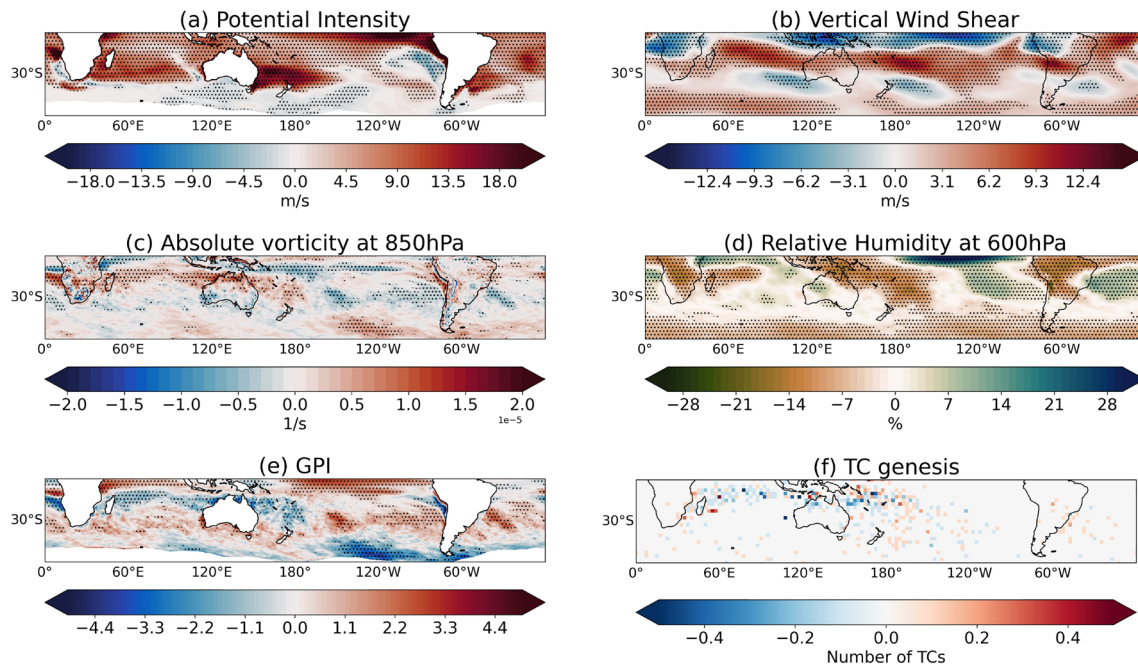 (a) Potential Intensity
30°S
0° 60°E 120°E 180° 120°W 60°W
−18.0 −13.5 −9.0 −4.5 0.0 4.5 9.0 13.5 18.0
m/s
(b) Vertical Wind Shear
30°S
0° 60°E 120°E 180° 120°W 60°W
−12.4 −9.3 −6.2 −3.1 0.0 3.1 6.2 9.3 12.4
m/s
(c) Absolute vorticity at 850hPa
30°S
0° 60°E 120°E 180° 120°W 60°W
−2.0 −1.5 −1.0 −0.5 0.0 0.5 1.0 1.5 2.0
1/s 1e−5
(d) Relative Humidity at 600hPa
30°S
0° 60°E 120°E 180° 120°W 60°W
−28 −21 −14 −7 0 7 14 21 28
%
(e) GPI
30°S
0° 60°E 120°E 180° 120°W 60°W
−4.4 −3.3 −2.2 −1.1 0.0 1.1 2.2 3.3 4.4
(f) TC genesis
30°S
0° 60°E 120°E 180° 120°W 60°W
−0.4 −0.2 0.0 0.2 0.4
Number of TCs